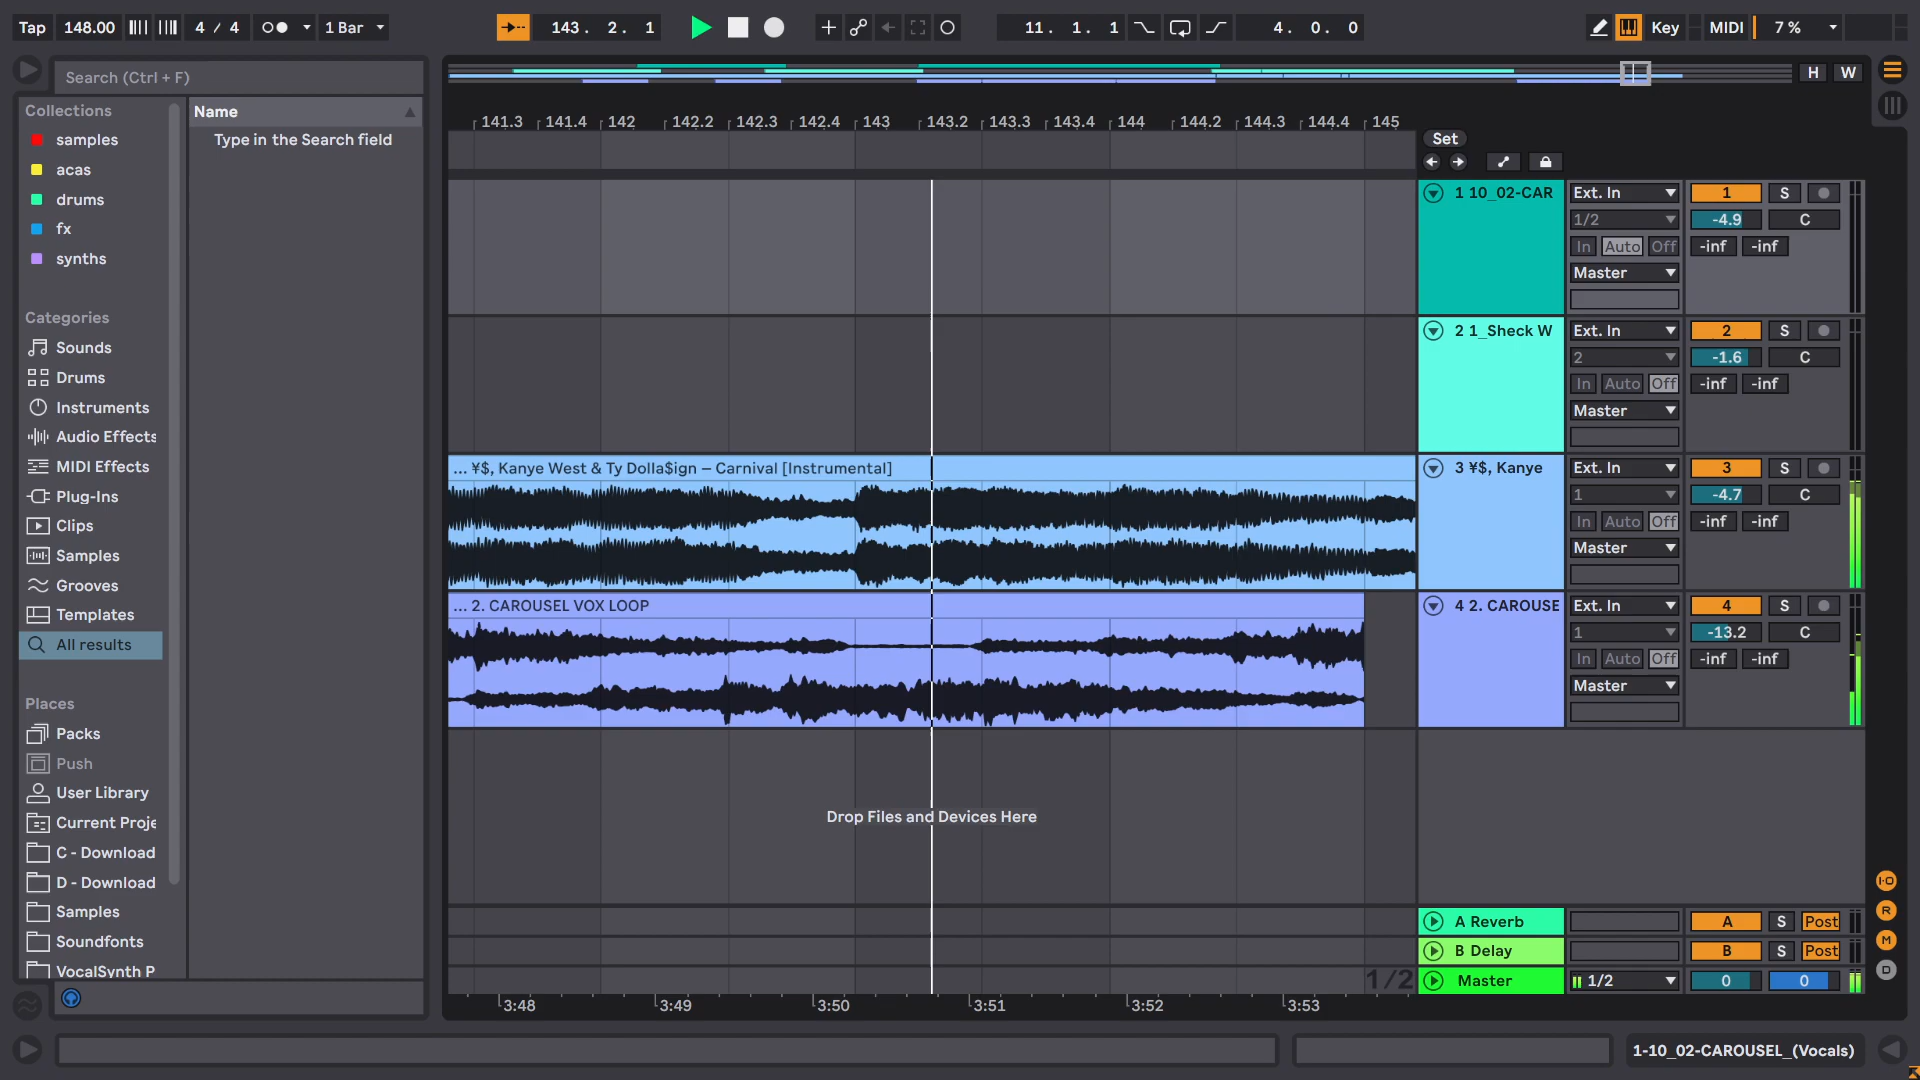 Tap 148.00 4 / 4 1 Bar 143. 2. 1 11. 1. 1 4. 0. 0 Key MIDI 7 %
Search (Ctrl + F)
H W
Collections
samples
acas
drums
fx
synths
Categories
Sounds
Drums
Instruments
Audio Effects
MIDI Effects
Plug-Ins
Clips
Samples
Grooves
Templates
All results
Places
Packs
Push
User Library
Current Proje
C - Download
D - Download
Samples
Soundfonts
VocalSynth P
Name
Type in the Search field
141.3 141.4 142 142.2 142.3 142.4 143 143.2 143.3 143.4 144 144.2 144.3 144.4 145
Set
1 10_02-CAR Ext. In 1 S
1/2 -4.9 C
In Auto Off -inf -inf
Master
2 1_Sheck W Ext. In 2 S
2 -1.6 C
In Auto Off -inf -inf
Master
... ¥$, Kanye West & Ty Dolla$ign – Carnival [Instrumental] 3 ¥$, Kanye Ext. In 3 S
1 -4.7 C
In Auto Off -inf -inf
Master
... 2. CAROUSEL VOX LOOP 4 2. CAROUSE Ext. In 4 S
1 -13.2 C
In Auto Off -inf -inf
Master
Drop Files and Devices Here
A Reverb A S Post
B Delay B S Post
1/2 Master 1/2 0 0
3:48 3:49 3:50 3:51 3:52 3:53
I·O
R
M
D
1-10_02-CAROUSEL_(Vocals)